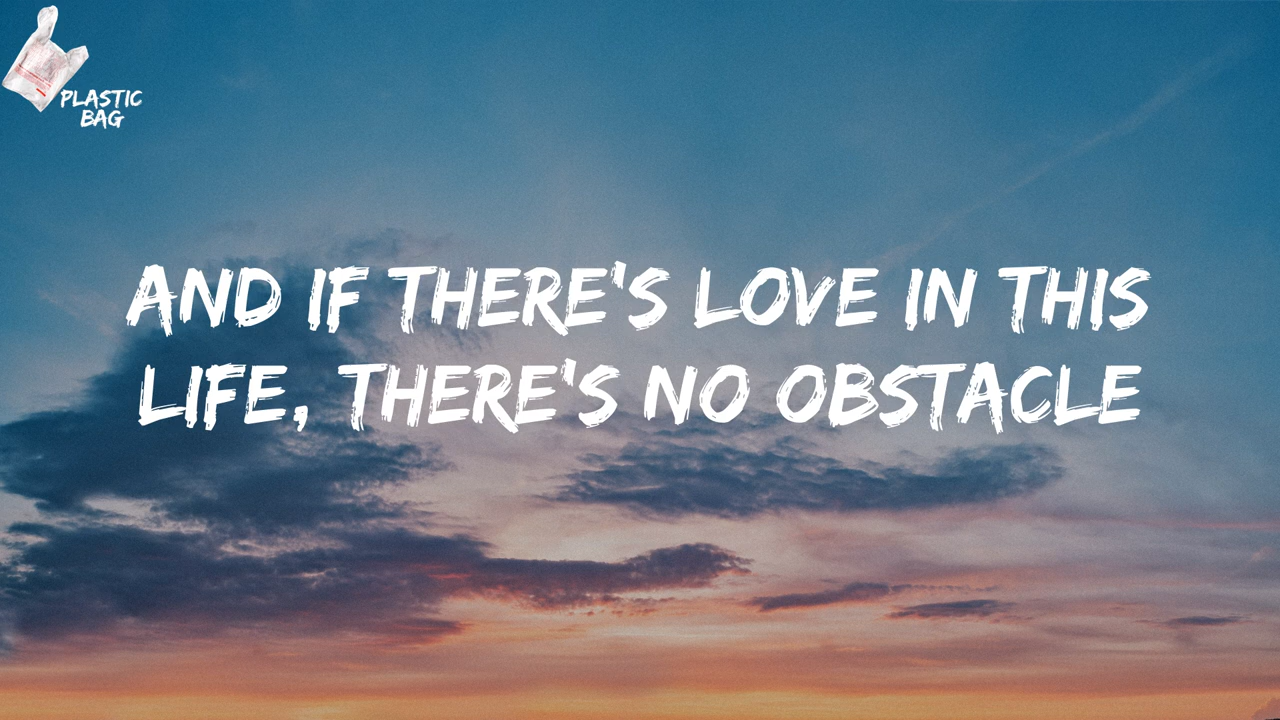 PLASTIC
BAG
AND IF THERE'S LOVE IN THIS
LIFE, THERE'S NO OBSTACLE